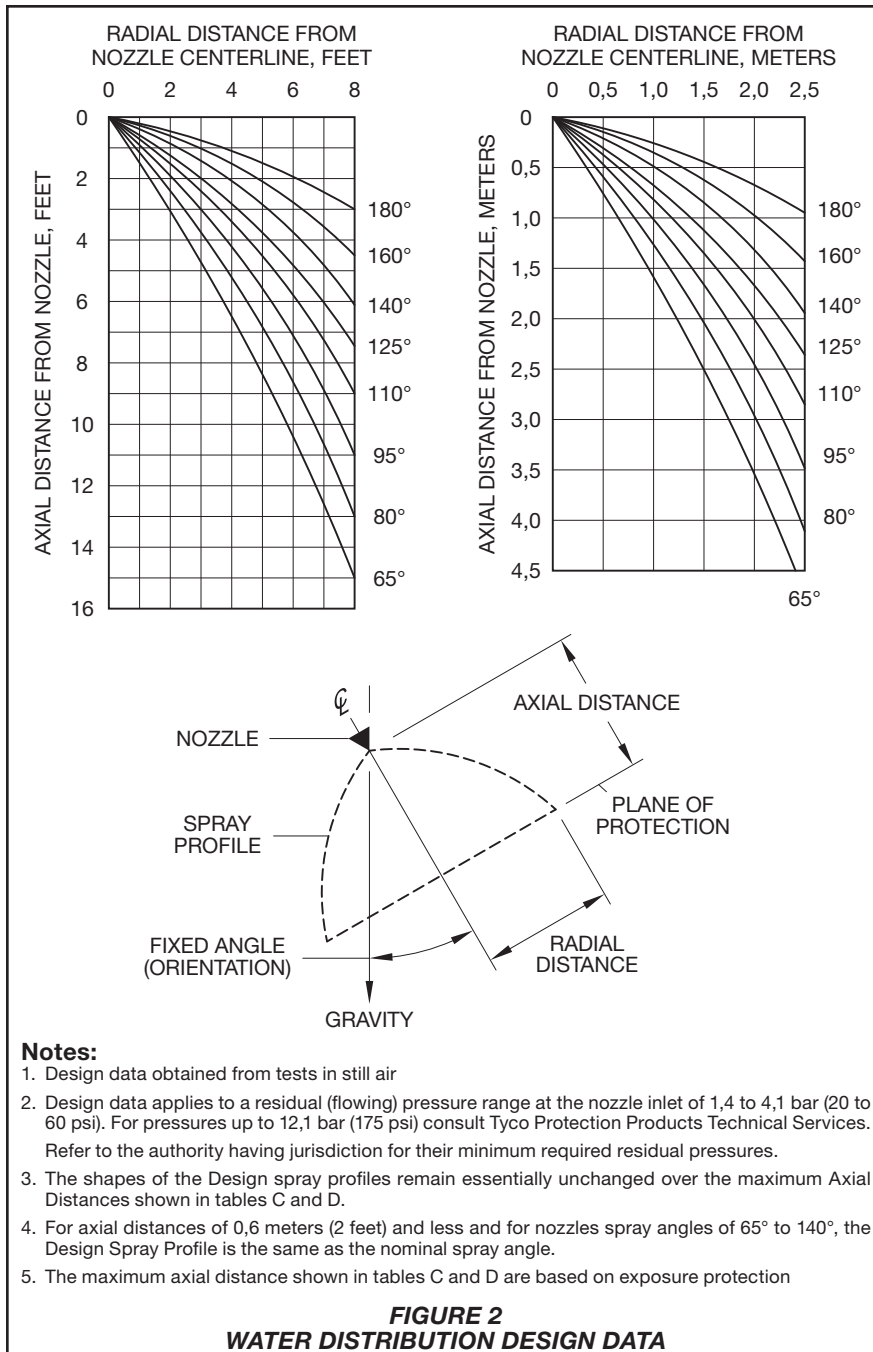 RADIAL DISTANCE FROM
NOZZLE CENTERLINE, FEET
0 2 4 6 8
0
2
4
6
8
10
12
14
16
AXIAL DISTANCE FROM NOZZLE, FEET
180°
160°
140°
125°
110°
95°
80°
65°
RADIAL DISTANCE FROM
NOZZLE CENTERLINE, METERS
0 0,5 1,0 1,5 2,0 2,5
0
0,5
1,0
1,5
2,0
2,5
3,0
3,5
4,0
4,5
AXIAL DISTANCE FROM NOZZLE, METERS
180°
160°
140°
125°
110°
95°
80°
65°
℄
NOZZLE
AXIAL DISTANCE
SPRAY
PROFILE
PLANE OF
PROTECTION
FIXED ANGLE
(ORIENTATION)
RADIAL
DISTANCE
GRAVITY
Notes:
1. Design data obtained from tests in still air
2. Design data applies to a residual (flowing) pressure range at the nozzle inlet of 1,4 to 4,1 bar (20 to
60 psi). For pressures up to 12,1 bar (175 psi) consult Tyco Protection Products Technical Services.
Refer to the authority having jurisdiction for their minimum required residual pressures.
3. The shapes of the Design spray profiles remain essentially unchanged over the maximum Axial
Distances shown in tables C and D.
4. For axial distances of 0,6 meters (2 feet) and less and for nozzles spray angles of 65° to 140°, the
Design Spray Profile is the same as the nominal spray angle.
5. The maximum axial distance shown in tables C and D are based on exposure protection
FIGURE 2
WATER DISTRIBUTION DESIGN DATA